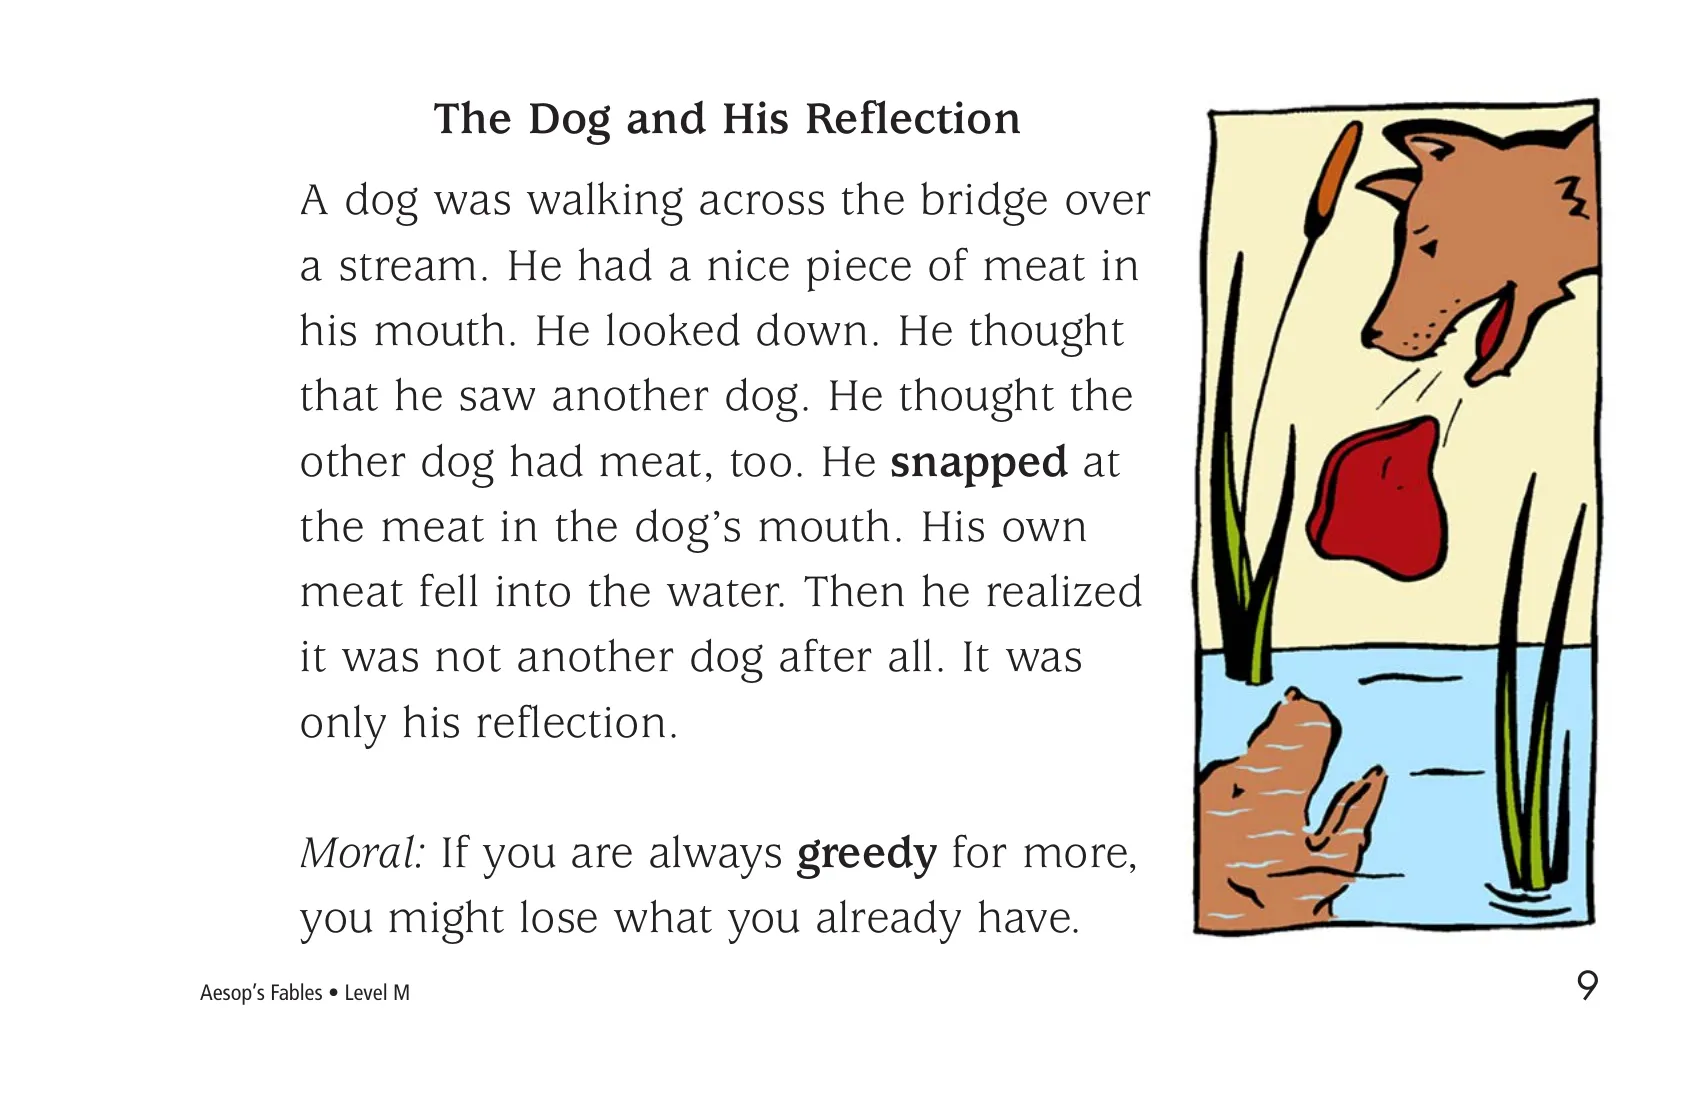 The Dog and His Reflection
A dog was walking across the bridge over
a stream. He had a nice piece of meat in
his mouth. He looked down. He thought
that he saw another dog. He thought the
other dog had meat, too. He snapped at
the meat in the dog’s mouth. His own
meat fell into the water. Then he realized
it was not another dog after all. It was
only his reflection.
Moral: If you are always greedy for more,
you might lose what you already have.
Aesop’s Fables • Level M
9